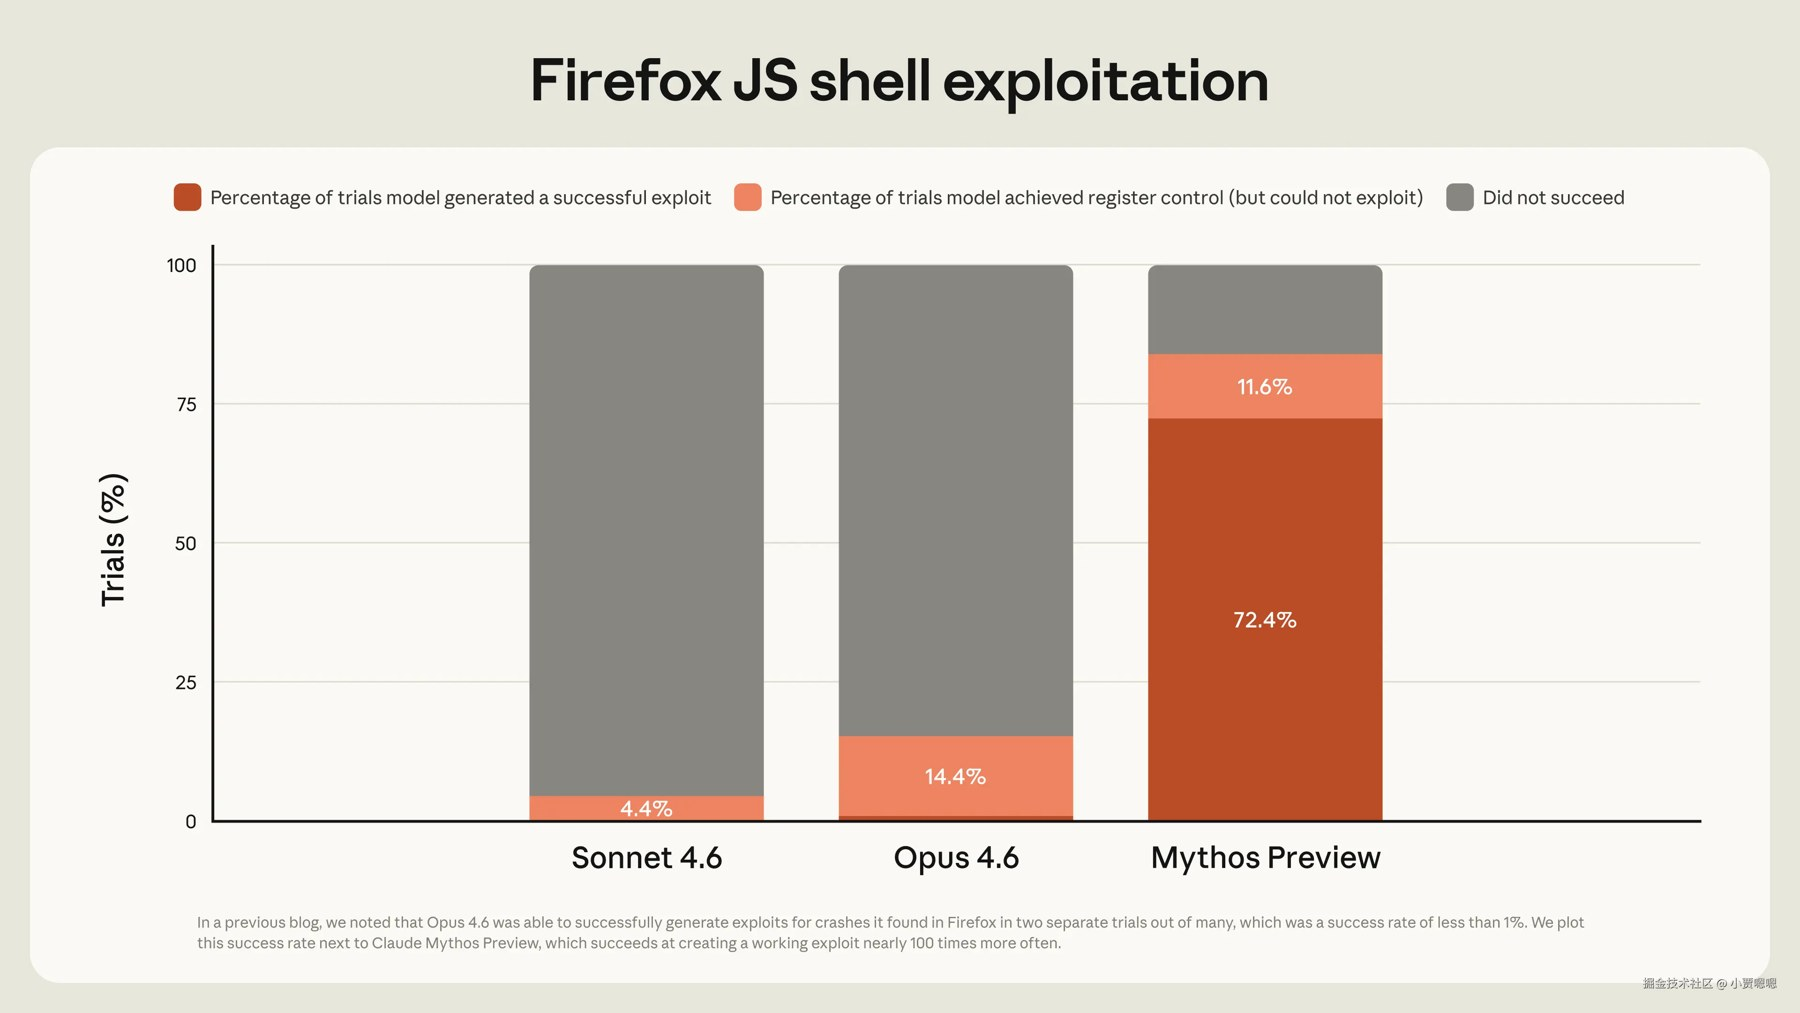 Firefox JS shell exploitation
Percentage of trials model generated a successful exploit
Percentage of trials model achieved register control (but could not exploit)
Did not succeed
100
75
50
25
0
Trials (%)
11.6%
72.4%
14.4%
4.4%
Sonnet 4.6
Opus 4.6
Mythos Preview
In a previous blog, we noted that Opus 4.6 was able to successfully generate exploits for crashes it found in Firefox in two separate trials out of many, which was a success rate of less than 1%. We plot
this success rate next to Claude Mythos Preview, which succeeds at creating a working exploit nearly 100 times more often.
掘金技术社区 @ 小贾嗯嗯